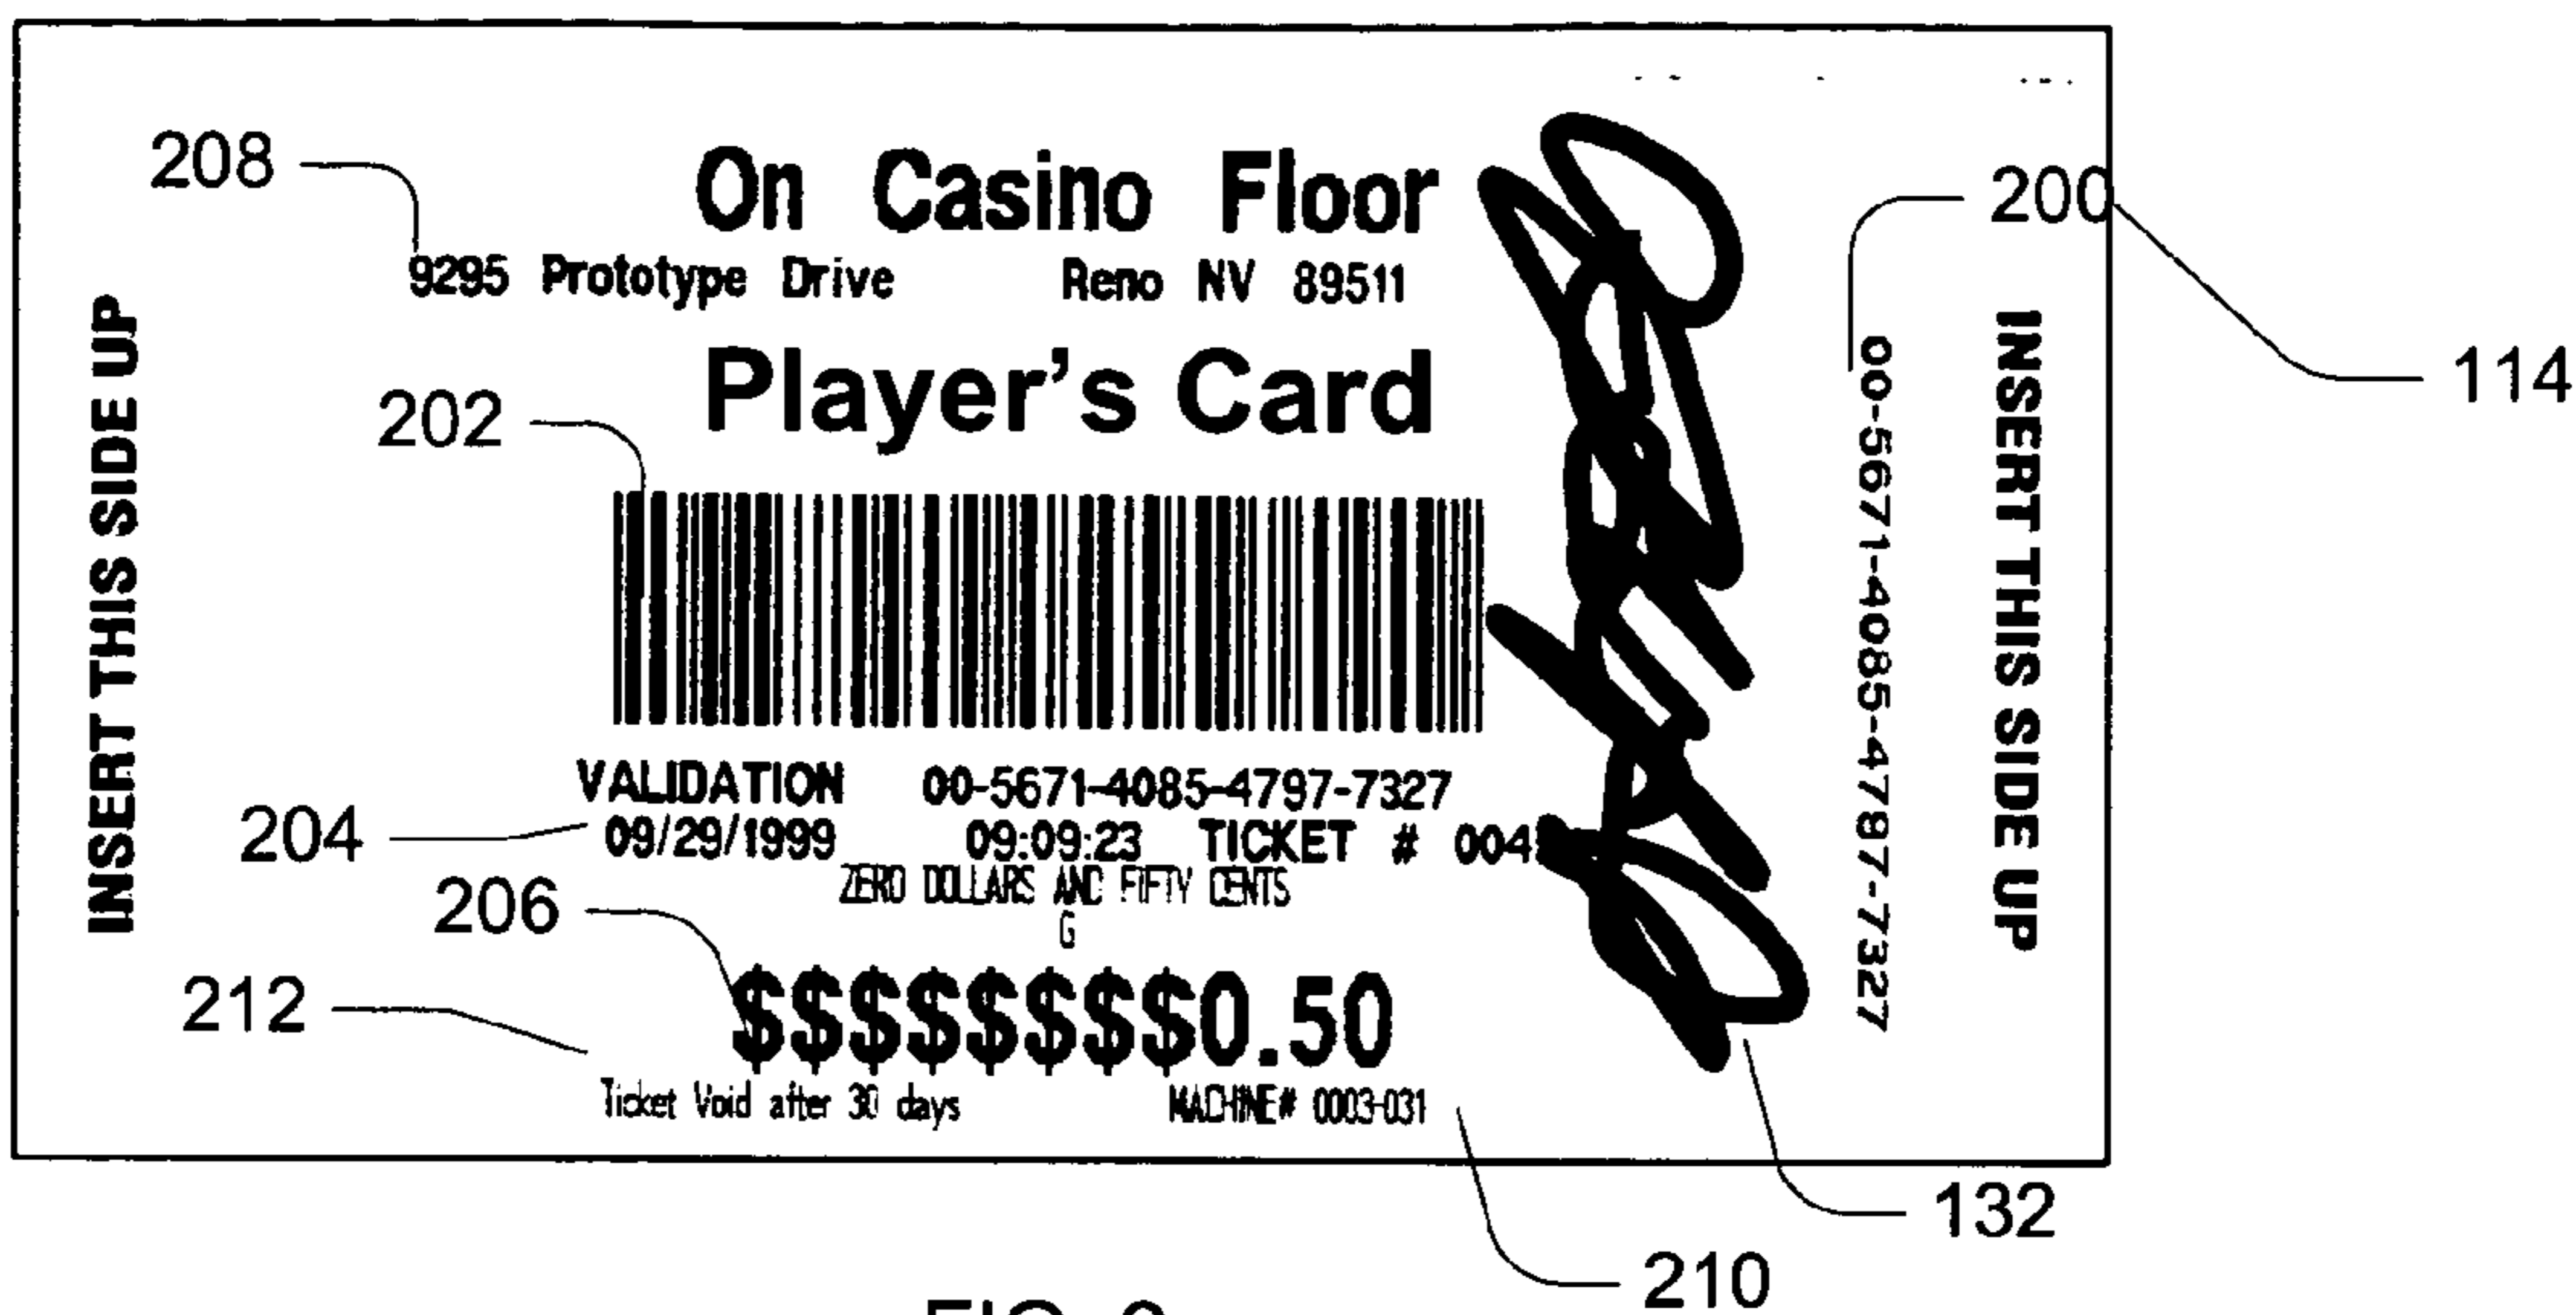 208
On Casino Floor
200
9295 Prototype Drive Reno NV 89511
114
Player's Card
202
INSERT THIS SIDE UP
00-5671-4085-4797-7327
INSERT THIS SIDE UP
VALIDATION 00-5671-4085-4797-7327
204
09/29/1999 09:09:23 TICKET # 004
ZERO DOLLARS AND FIFTY CENTS
206
G
212
$$$$$$$$0.50
Ticket Void after 30 days MACHINE# 0003-031
132
210